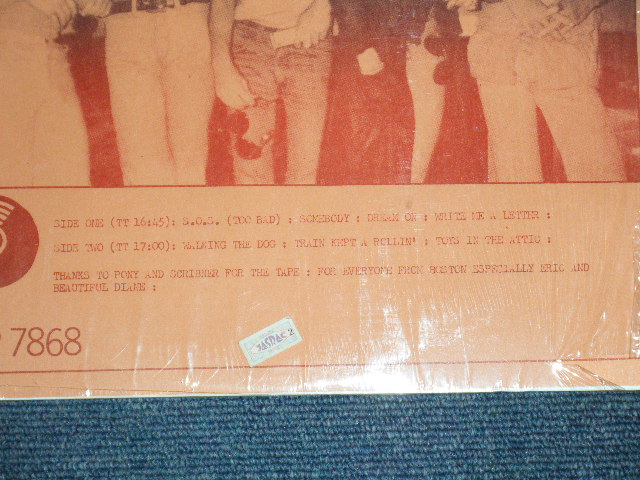 SIDE ONE (TT 16:45): S.O.S. (TOO BAD) : SOMEBODY : DREAM ON : WRITE ME A LETTER :
SIDE TWO (TT 17:00): WALKING THE DOG : TRAIN KEPT A ROLLIN' : TOYS IN THE ATTIC :
THANKS TO PONY AND SCRIBNER FOR THE TAPE : FOR EVERYONE FROM BOSTON ESPECIALLY ERIC AND
BEAUTIFUL DIANE :
7868